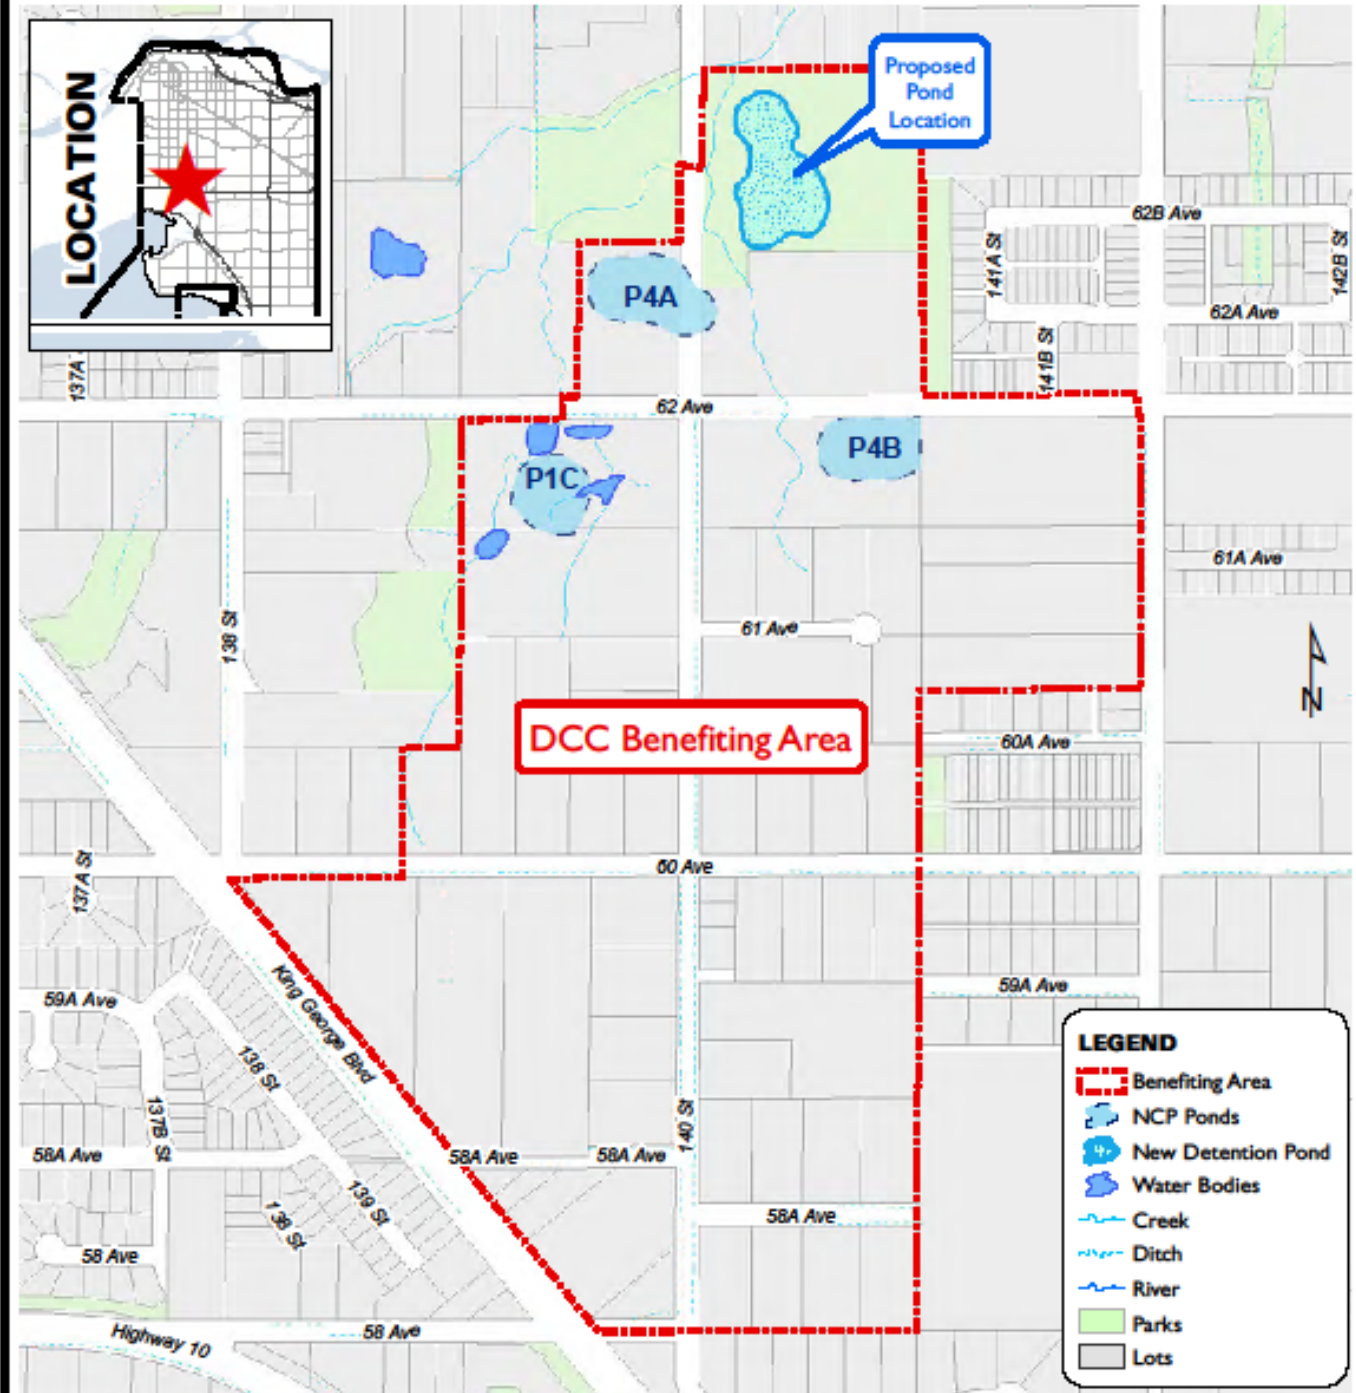 LOCATION
Proposed
Pond
Location
62B Ave
141A St
142B St
62A Ave
141B St
137A
P4A
62 Ave
P4B
P1C
61A Ave
138 St
61 Ave
N
DCC Benefiting Area
60A Ave
60 Ave
137A St
59A Ave
59A Ave
King George Blvd
138 St
137B St
140 St
58A Ave
58A Ave
58A Ave
139 St
138 St
58A Ave
58 Ave
58 Ave
Highway 10
LEGEND
Benefiting Area
NCP Ponds
New Detention Pond
Water Bodies
Creek
Ditch
River
Parks
Lots